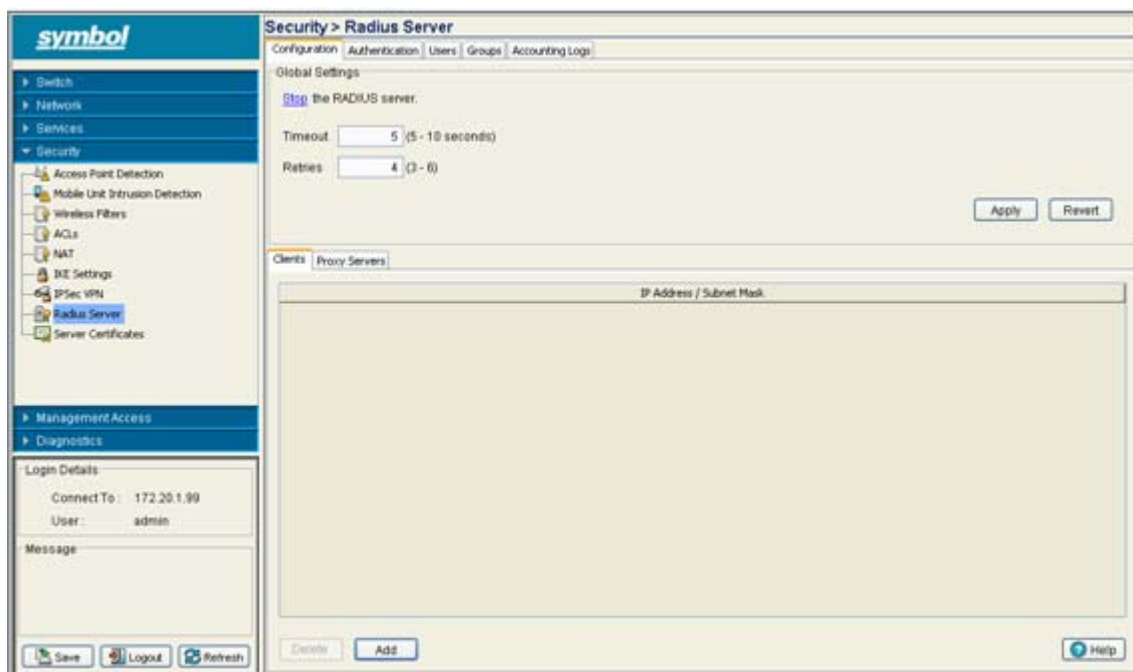 symbol
Switch
Network
Services
Security
Access Point Detection
Mobile Unit Intrusion Detection
Wireless Filters
ACLs
NAT
IKE Settings
IPSec VPN
Radius Server
Server Certificates
Management Access
Diagnostics
Login Details
Connect To : 172.20.1.99
User : admin
Message
Save Logout Refresh
Security > Radius Server
Configuration Authentication Users Groups Accounting Logs
Global Settings
Stop the RADIUS server.
Timeout 5 (5 - 10 seconds)
Retries 4 (3 - 6)
Apply Revert
Clients Proxy Servers
IP Address / Subnet Mask
Delete Add Help